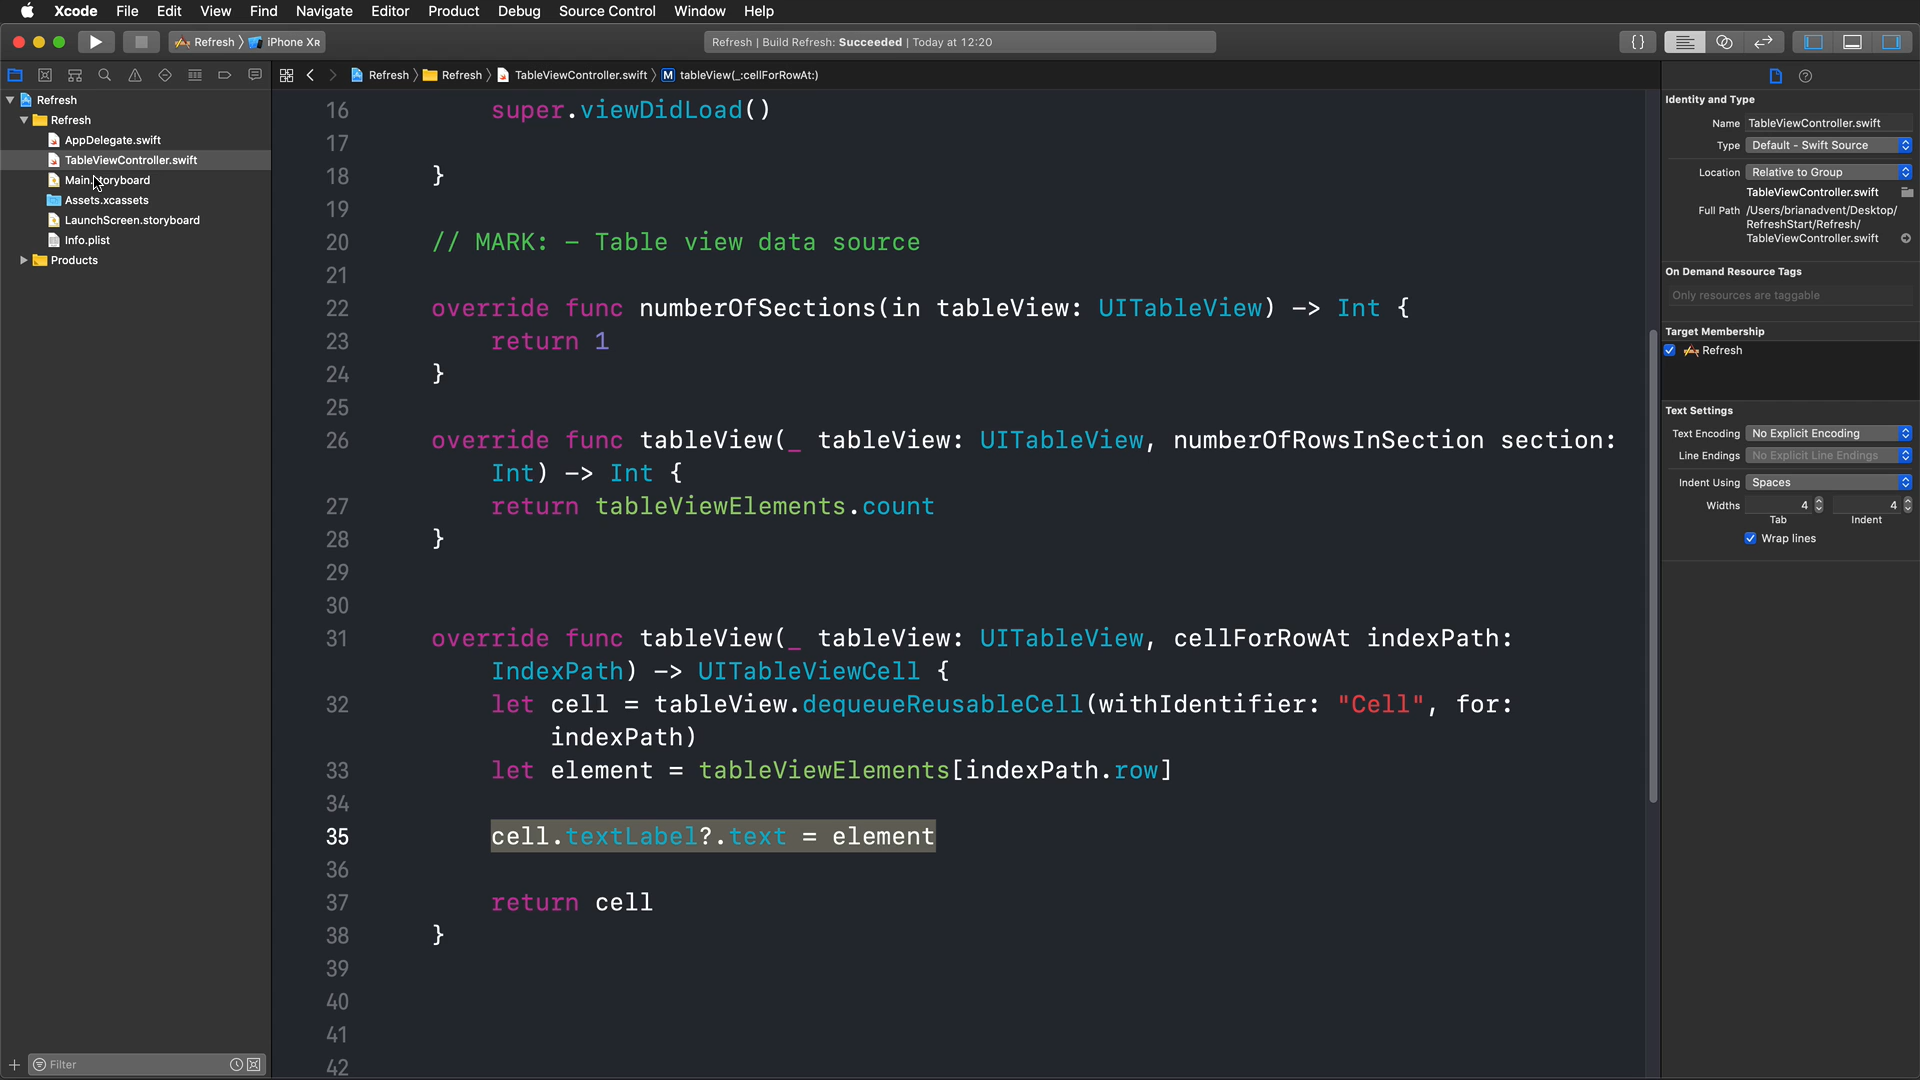 Xcode File Edit View Find Navigate Editor Product Debug Source Control Window Help
Refresh iPhone XR
Refresh | Build Refresh: Succeeded | Today at 12:20
{}
Refresh Refresh TableViewController.swift M tableView(_:cellForRowAt:)
Refresh
Refresh
AppDelegate.swift
TableViewController.swift
Main.storyboard
Assets.xcassets
LaunchScreen.storyboard
Info.plist
Products
Filter
16 super.viewDidLoad()
17
18 }
19
20 // MARK: - Table view data source
21
22 override func numberOfSections(in tableView: UITableView) -> Int {
23 return 1
24 }
25
26 override func tableView(_ tableView: UITableView, numberOfRowsInSection section:
Int) -> Int {
27 return tableViewElements.count
28 }
29
30
31 override func tableView(_ tableView: UITableView, cellForRowAt indexPath:
IndexPath) -> UITableViewCell {
32 let cell = tableView.dequeueReusableCell(withIdentifier: "Cell", for:
indexPath)
33 let element = tableViewElements[indexPath.row]
34
35 cell.textLabel?.text = element
36
37 return cell
38 }
39
40
41
42
Identity and Type
Name TableViewController.swift
Type Default - Swift Source
Location Relative to Group
TableViewController.swift
Full Path /Users/brianadvent/Desktop/
RefreshStart/Refresh/
TableViewController.swift
On Demand Resource Tags
Only resources are taggable
Target Membership
Refresh
Text Settings
Text Encoding No Explicit Encoding
Line Endings No Explicit Line Endings
Indent Using Spaces
Widths 4 4
Tab Indent
Wrap lines